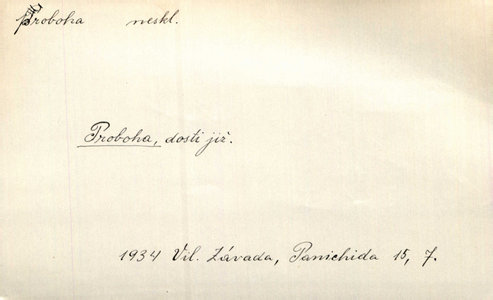 proboha neskl.
Proboha, dosti již.
1934 Vil. Závada, Panichida 15, 7.